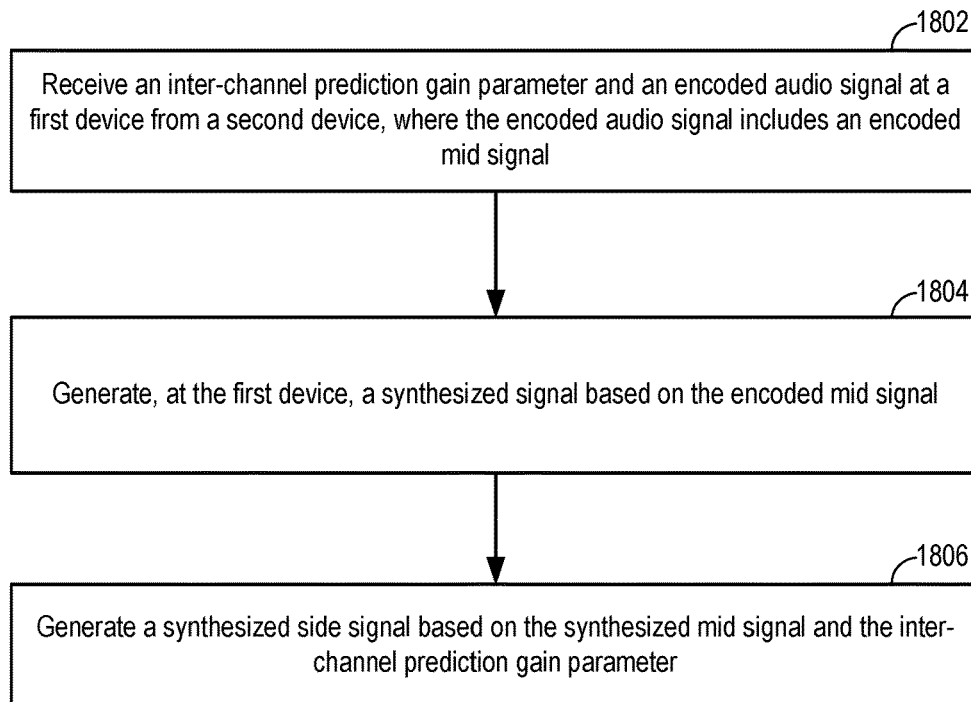 1802
Receive an inter-channel prediction gain parameter and an encoded audio signal at a
first device from a second device, where the encoded audio signal includes an encoded
mid signal
1804
Generate, at the first device, a synthesized signal based on the encoded mid signal
1806
Generate a synthesized side signal based on the synthesized mid signal and the inter-
channel prediction gain parameter